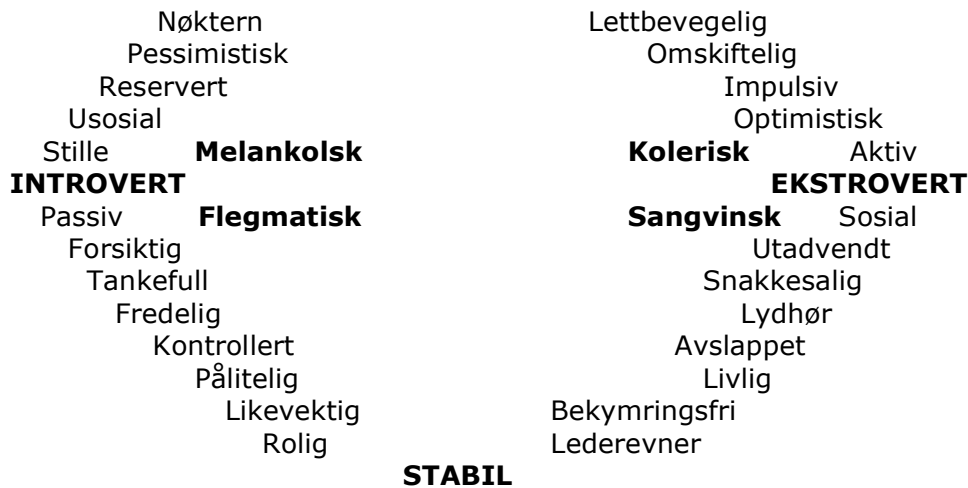 Nøktern Lettbevegelig
Pessimistisk Omskiftelig
Reservert Impulsiv
Usosial Optimistisk
Stille Melankolsk Kolerisk Aktiv
INTROVERT EKSTROVERT
Passiv Flegmatisk Sangvinsk Sosial
Forsiktig Utadvendt
Tankefull Snakkesalig
Fredelig Lydhør
Kontrollert Avslappet
Pålitelig Livlig
Likevektig Bekymringsfri
Rolig Lederevner
STABIL